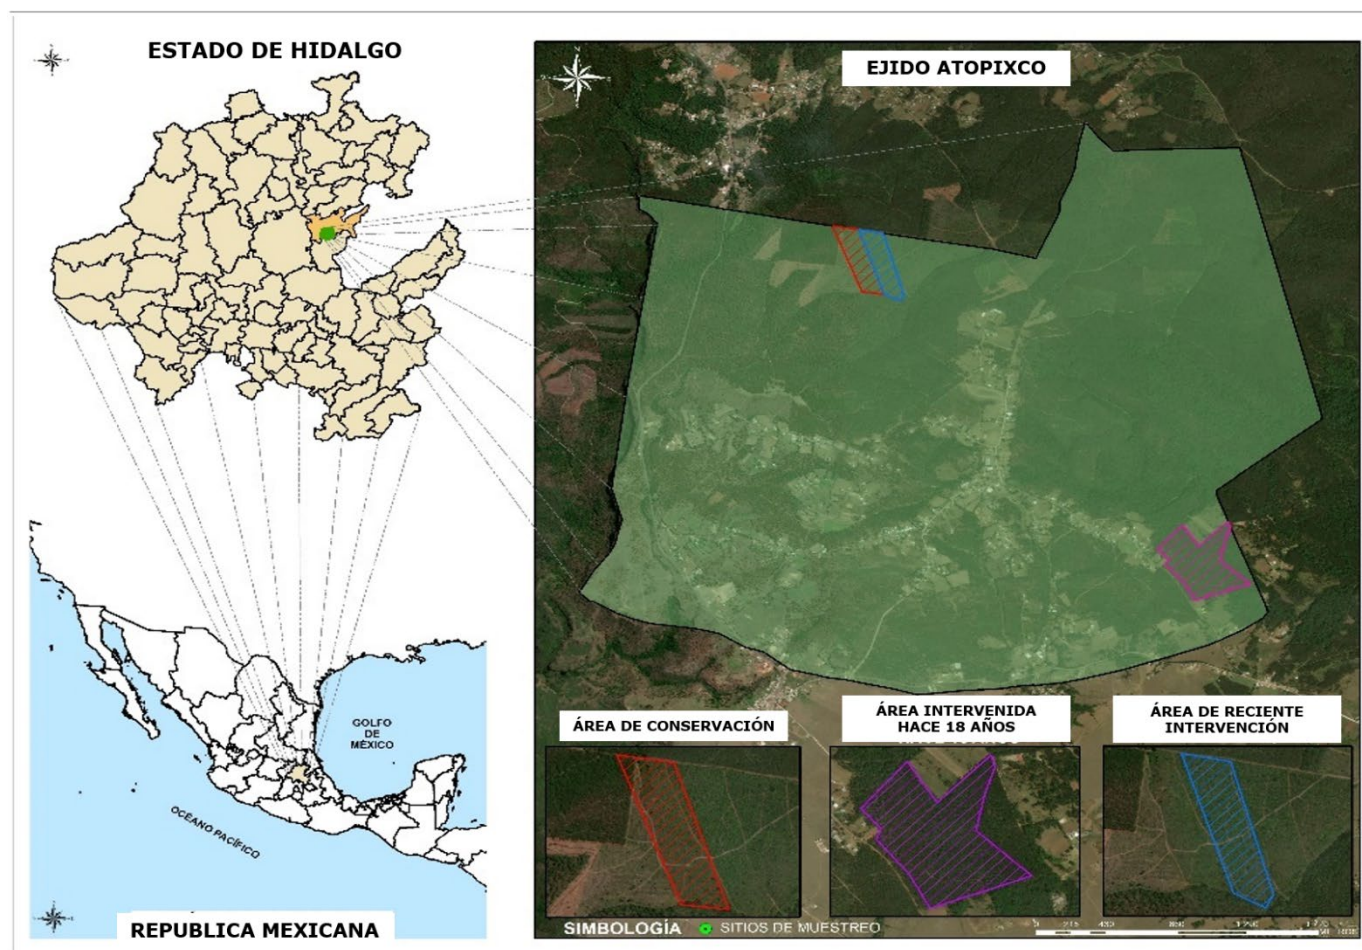 ESTADO DE HIDALGO
EJIDO ATOPIXCO
GOLFO
DE
MÉXICO
OCEANO PACÍFICO
REPUBLICA MEXICANA
ÁREA DE CONSERVACIÓN
ÁREA INTERVENIDA
HACE 18 AÑOS
ÁREA DE RECIENTE
INTERVENCIÓN
SIMBOLOGÍA
SITIOS DE MUESTREO